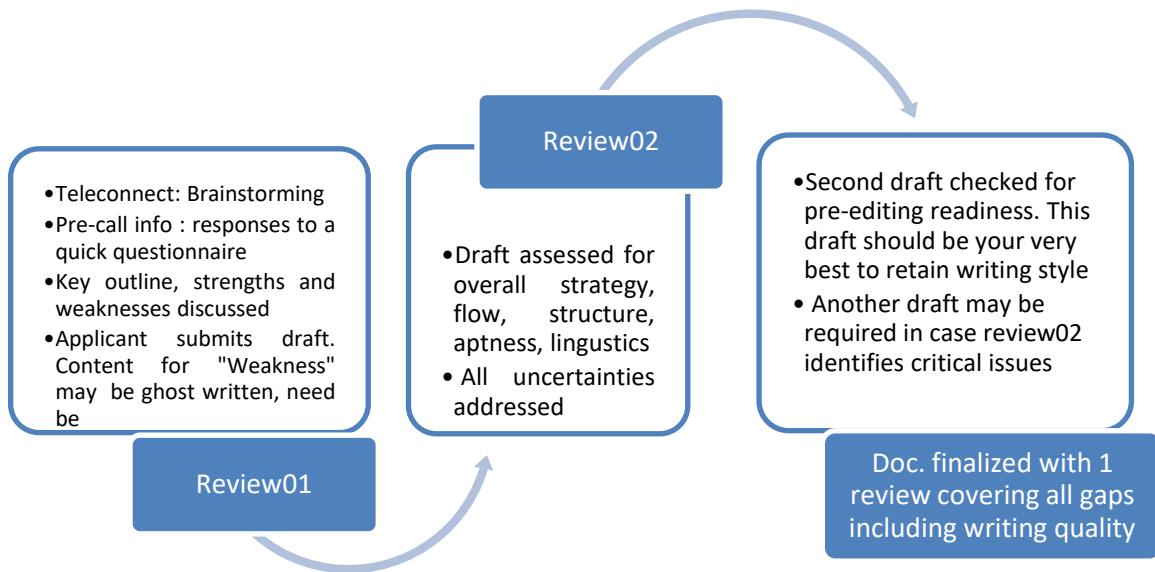 •Teleconnect: Brainstorming
•Pre-call info : responses to a
quick questionnaire
•Key outline, strengths and
weaknesses discussed
•Applicant submits draft.
Content for "Weakness"
may be ghost written, need
be
Review01
Review02
•Draft assessed for
overall strategy,
flow, structure,
aptness, lingustics
• All uncertainties
addressed
•Second draft checked for
pre-editing readiness. This
draft should be your very
best to retain writing style
• Another draft may be
required in case review02
identifies critical issues
Doc. finalized with 1
review covering all gaps
including writing quality